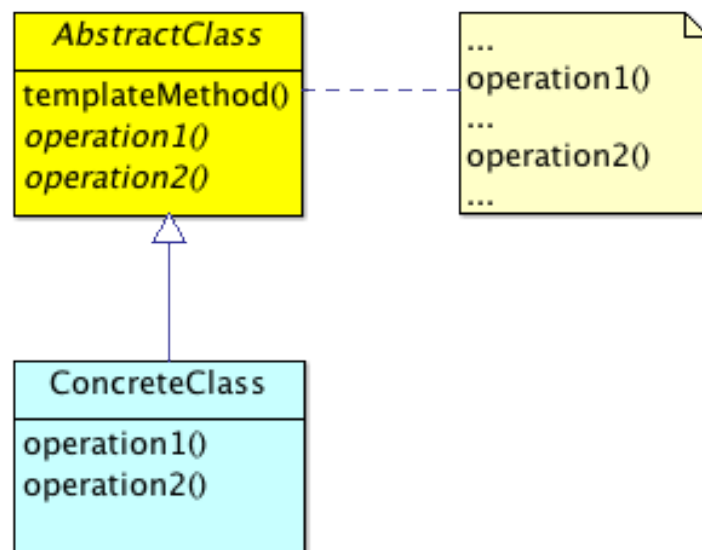 AbstractClass
templateMethod()
operation1()
operation2()
...
operation1()
...
operation2()
...
ConcreteClass
operation1()
operation2()